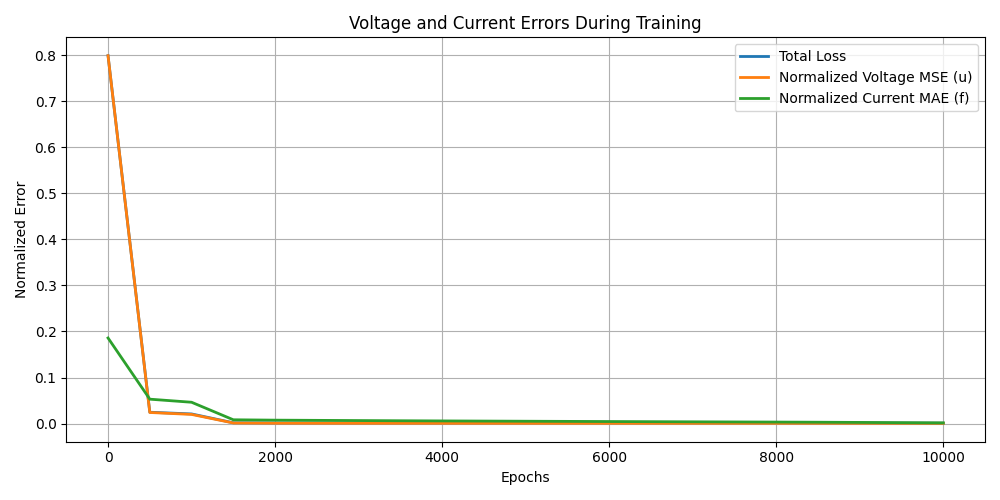 Voltage and Current Errors During Training
Total Loss
Normalized Voltage MSE (u)
Normalized Current MAE (f)
Normalized Error
0.8
0.7
0.6
0.5
0.4
0.3
0.2
0.1
0.0
0 2000 4000 6000 8000 10000
Epochs